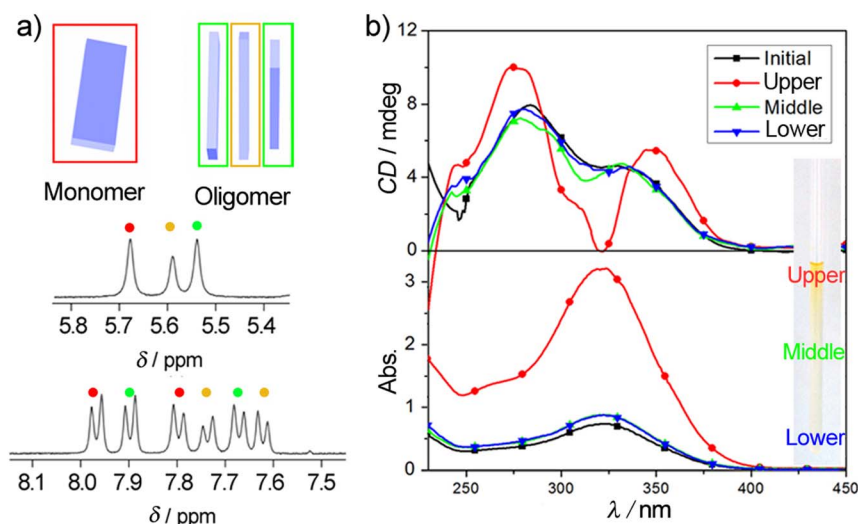 a)
Monomer
Oligomer
5.8 5.7 5.6 5.5 5.4
δ / ppm
8.1 8.0 7.9 7.8 7.7 7.6 7.5
δ / ppm
b)
Initial
Upper
Middle
Lower
CD / mdeg
12
8
4
0
Abs.
3
2
1
0
Upper
Middle
Lower
250 300 350 400 450
λ / nm